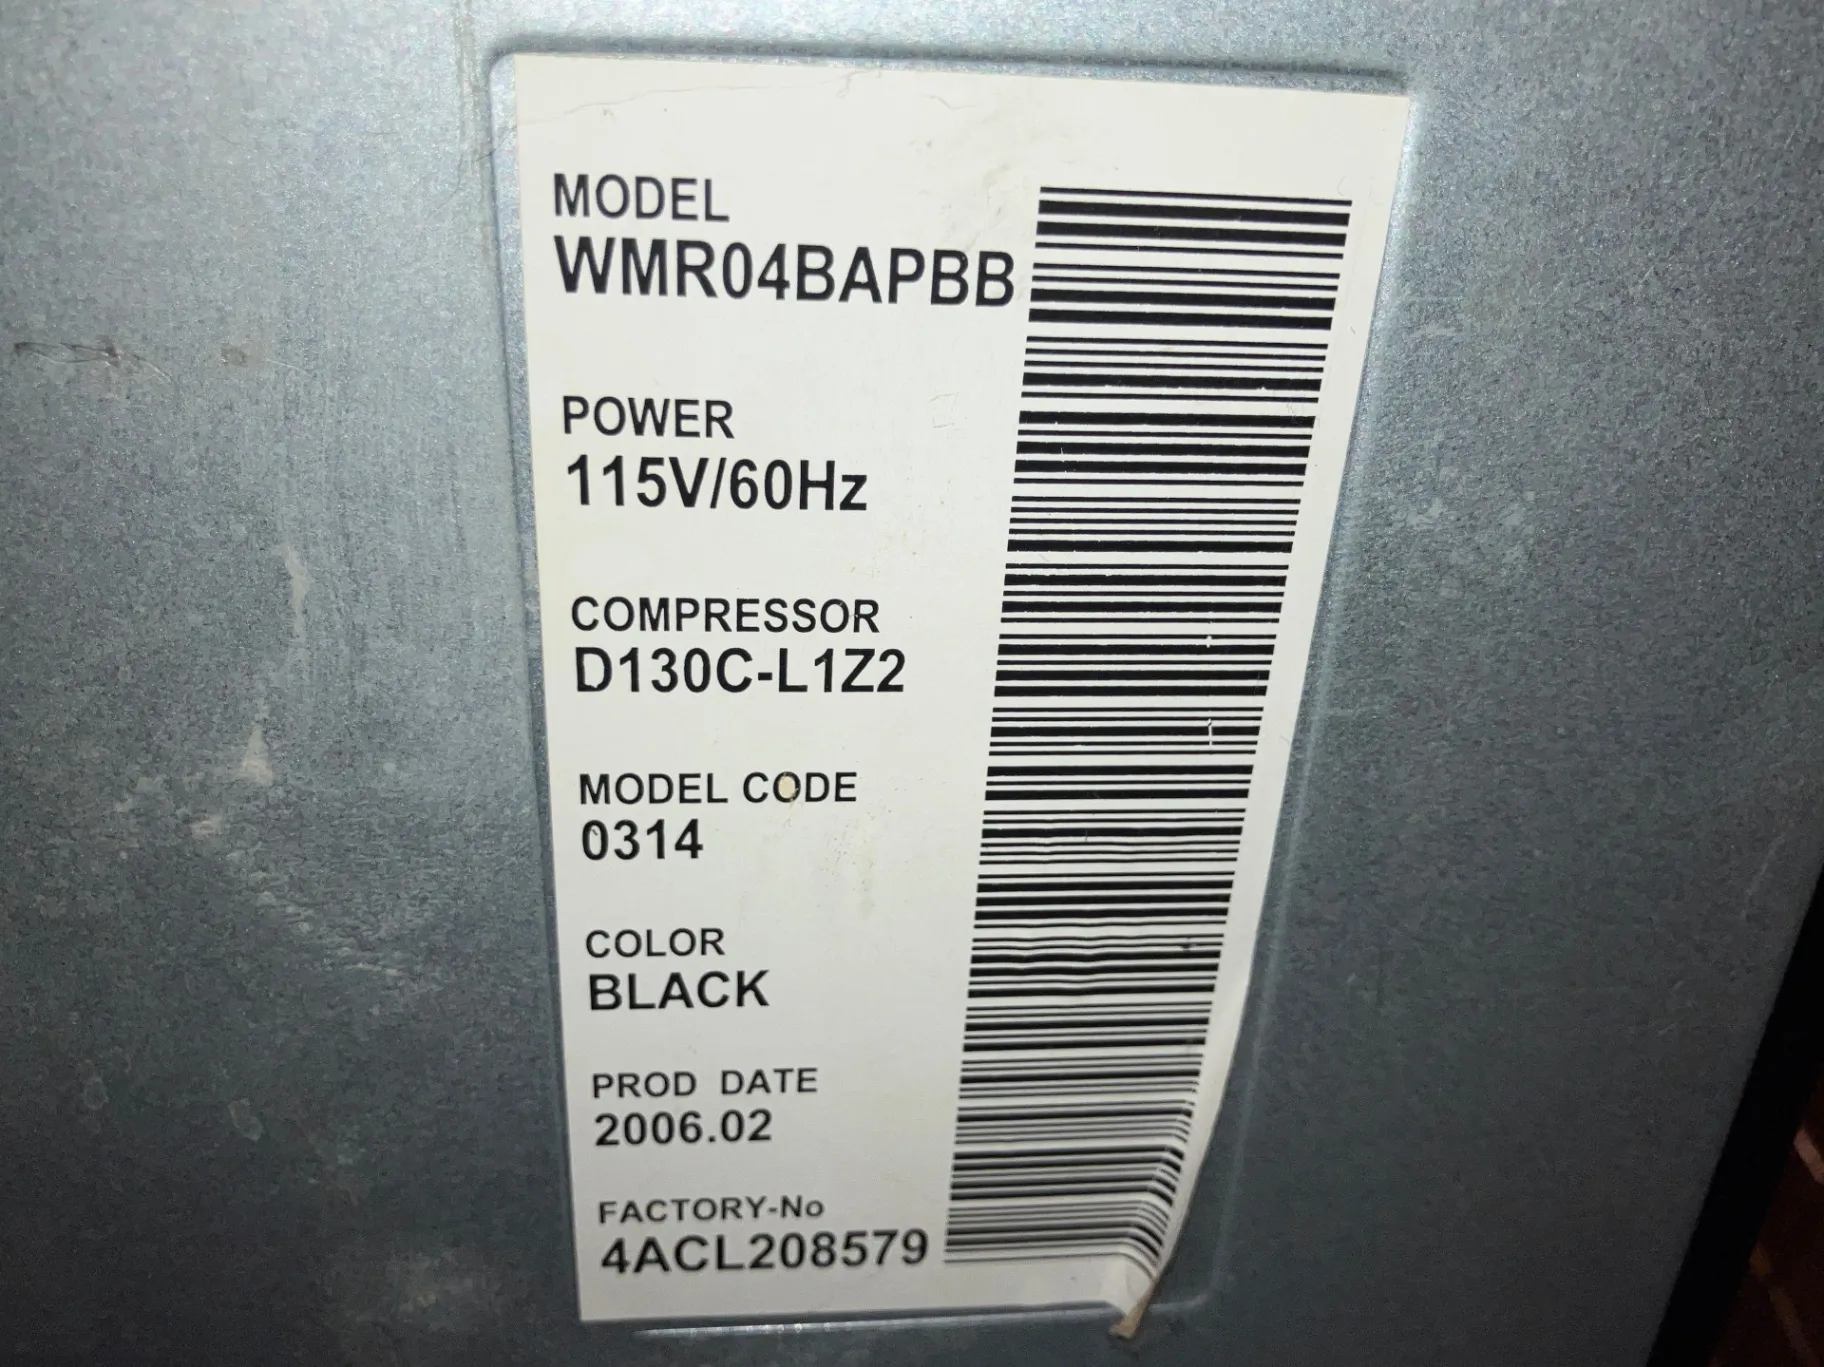 MODEL
WMR04BAPBB
POWER
115V/60Hz
COMPRESSOR
D130C-L1Z2
MODEL CODE
0314
COLOR
BLACK
PROD DATE
2006.02
FACTORY-No
4ACL208579